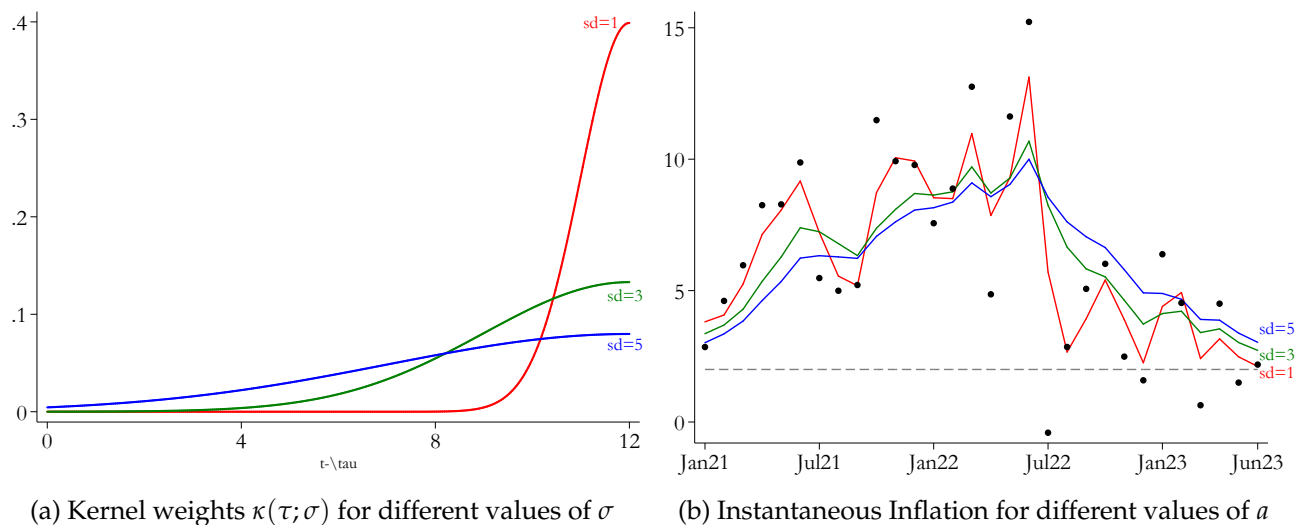 .4
.3
.2
.1
0
0
4
8
12
t-\tau
sd=1
sd=3
sd=5
(a) Kernel weights κ(τ; σ) for different values of σ
15
10
5
0
Jan21
Jul21
Jan22
Jul22
Jan23
Jun23
sd=5
sd=3
sd=1
(b) Instantaneous Inflation for different values of a